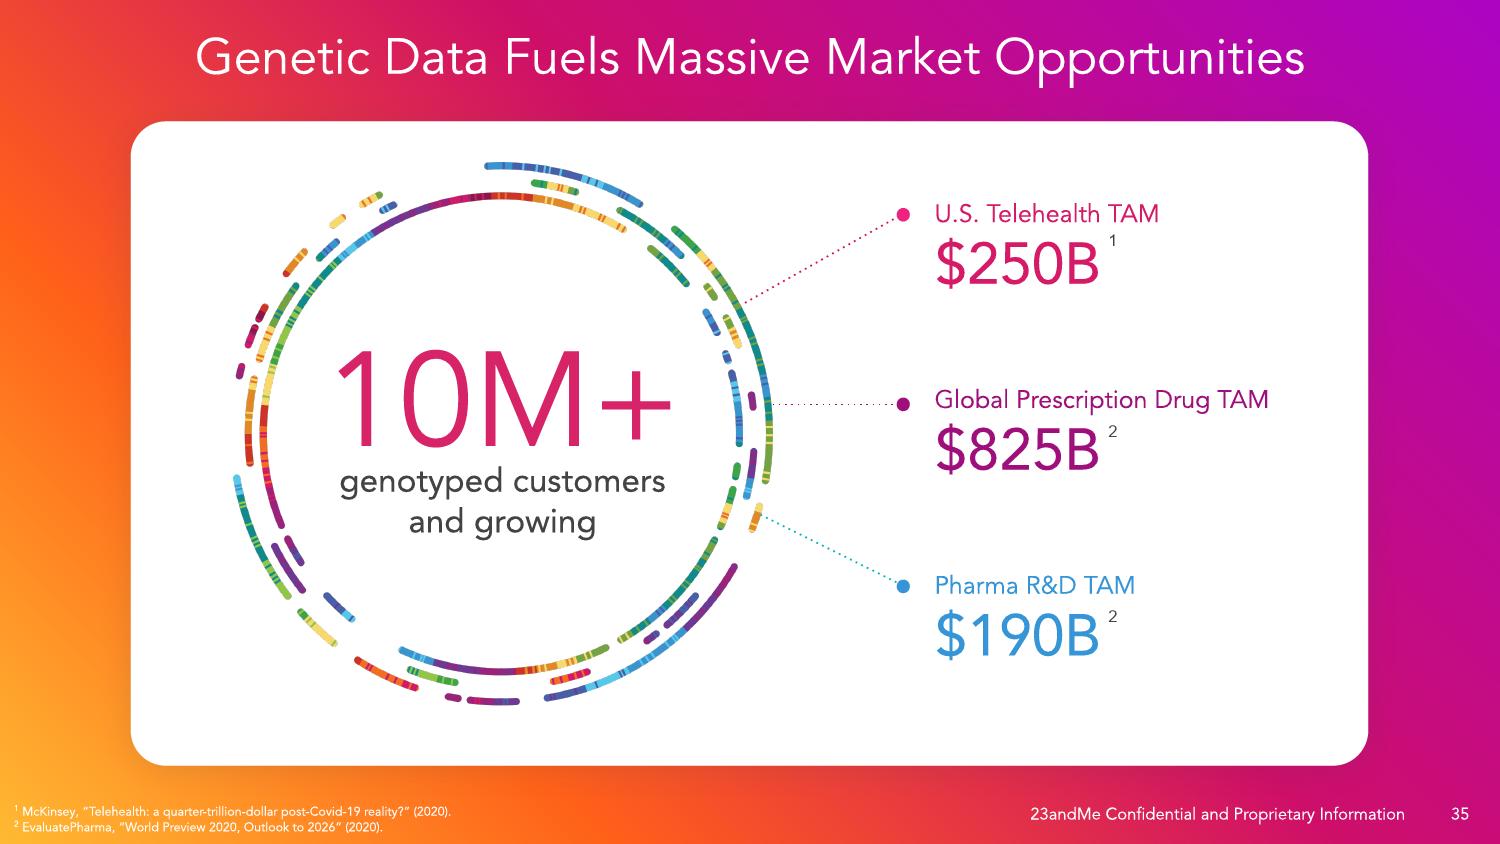 Genetic Data Fuels Massive Market Opportunities
10M+
genotyped customers
and growing
U.S. Telehealth TAM
$250B 1
Global Prescription Drug TAM
$825B 2
Pharma R&D TAM
$190B 2
1 McKinsey, “Telehealth: a quarter-trillion-dollar post-Covid-19 reality?” (2020).
2 EvaluatePharma, “World Preview 2020, Outlook to 2026” (2020).
23andMe Confidential and Proprietary Information 35